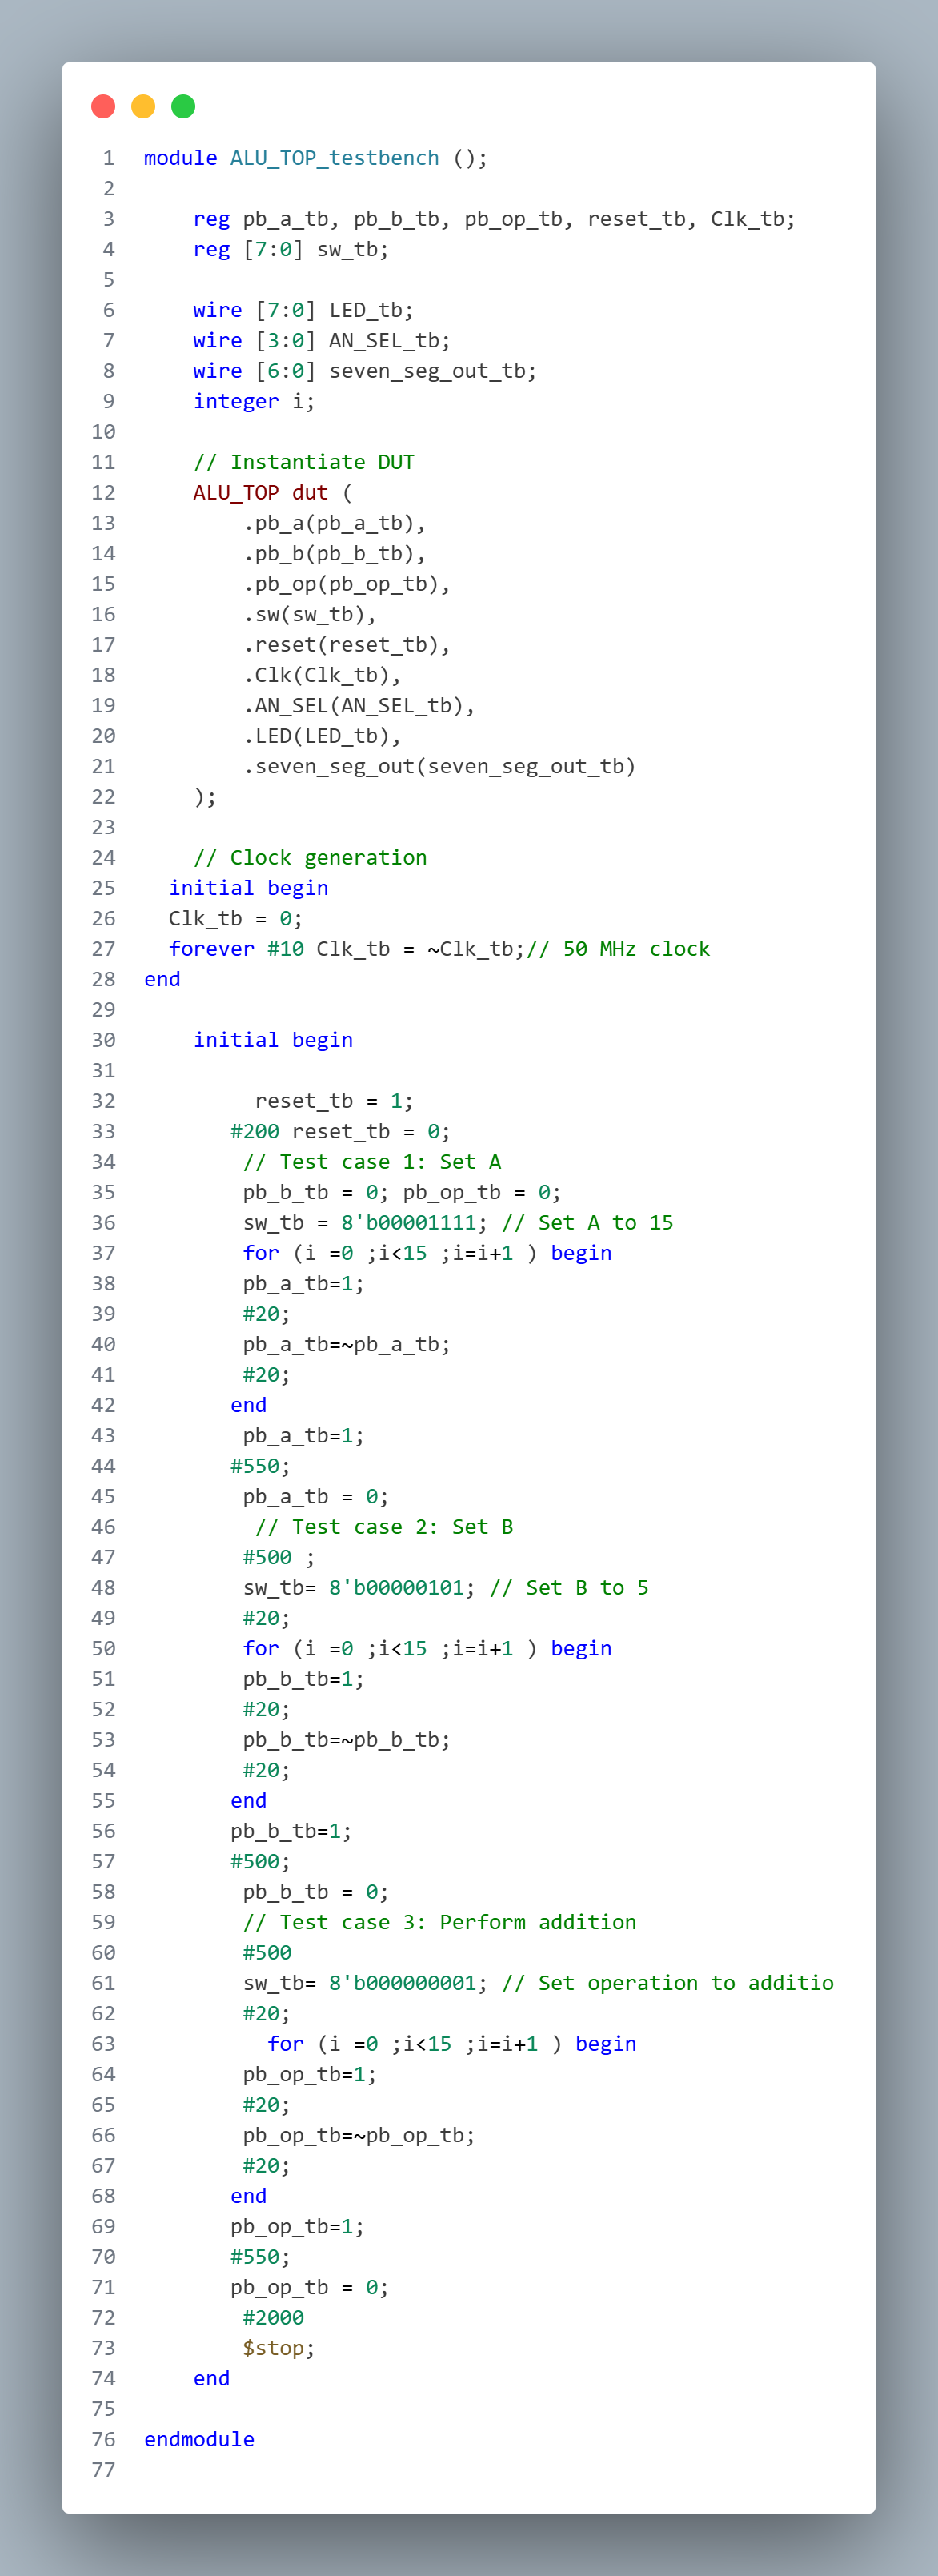 1 module ALU_TOP_testbench ();
2
3 reg pb_a_tb, pb_b_tb, pb_op_tb, reset_tb, Clk_tb;
4 reg [7:0] sw_tb;
5
6 wire [7:0] LED_tb;
7 wire [3:0] AN_SEL_tb;
8 wire [6:0] seven_seg_out_tb;
9 integer i;
10
11 // Instantiate DUT
12 ALU_TOP dut (
13 .pb_a(pb_a_tb),
14 .pb_b(pb_b_tb),
15 .pb_op(pb_op_tb),
16 .sw(sw_tb),
17 .reset(reset_tb),
18 .Clk(Clk_tb),
19 .AN_SEL(AN_SEL_tb),
20 .LED(LED_tb),
21 .seven_seg_out(seven_seg_out_tb)
22 );
23
24 // Clock generation
25 initial begin
26 Clk_tb = 0;
27 forever #10 Clk_tb = ~Clk_tb;// 50 MHz clock
28 end
29
30 initial begin
31
32 reset_tb = 1;
33 #200 reset_tb = 0;
34 // Test case 1: Set A
35 pb_b_tb = 0; pb_op_tb = 0;
36 sw_tb = 8'b00001111; // Set A to 15
37 for (i =0 ;i<15 ;i=i+1 ) begin
38 pb_a_tb=1;
39 #20;
40 pb_a_tb=~pb_a_tb;
41 #20;
42 end
43 pb_a_tb=1;
44 #550;
45 pb_a_tb = 0;
46 // Test case 2: Set B
47 #500 ;
48 sw_tb= 8'b00000101; // Set B to 5
49 #20;
50 for (i =0 ;i<15 ;i=i+1 ) begin
51 pb_b_tb=1;
52 #20;
53 pb_b_tb=~pb_b_tb;
54 #20;
55 end
56 pb_b_tb=1;
57 #500;
58 pb_b_tb = 0;
59 // Test case 3: Perform addition
60 #500
61 sw_tb= 8'b000000001; // Set operation to additio
62 #20;
63 for (i =0 ;i<15 ;i=i+1 ) begin
64 pb_op_tb=1;
65 #20;
66 pb_op_tb=~pb_op_tb;
67 #20;
68 end
69 pb_op_tb=1;
70 #550;
71 pb_op_tb = 0;
72 #2000
73 $stop;
74 end
75
76 endmodule
77